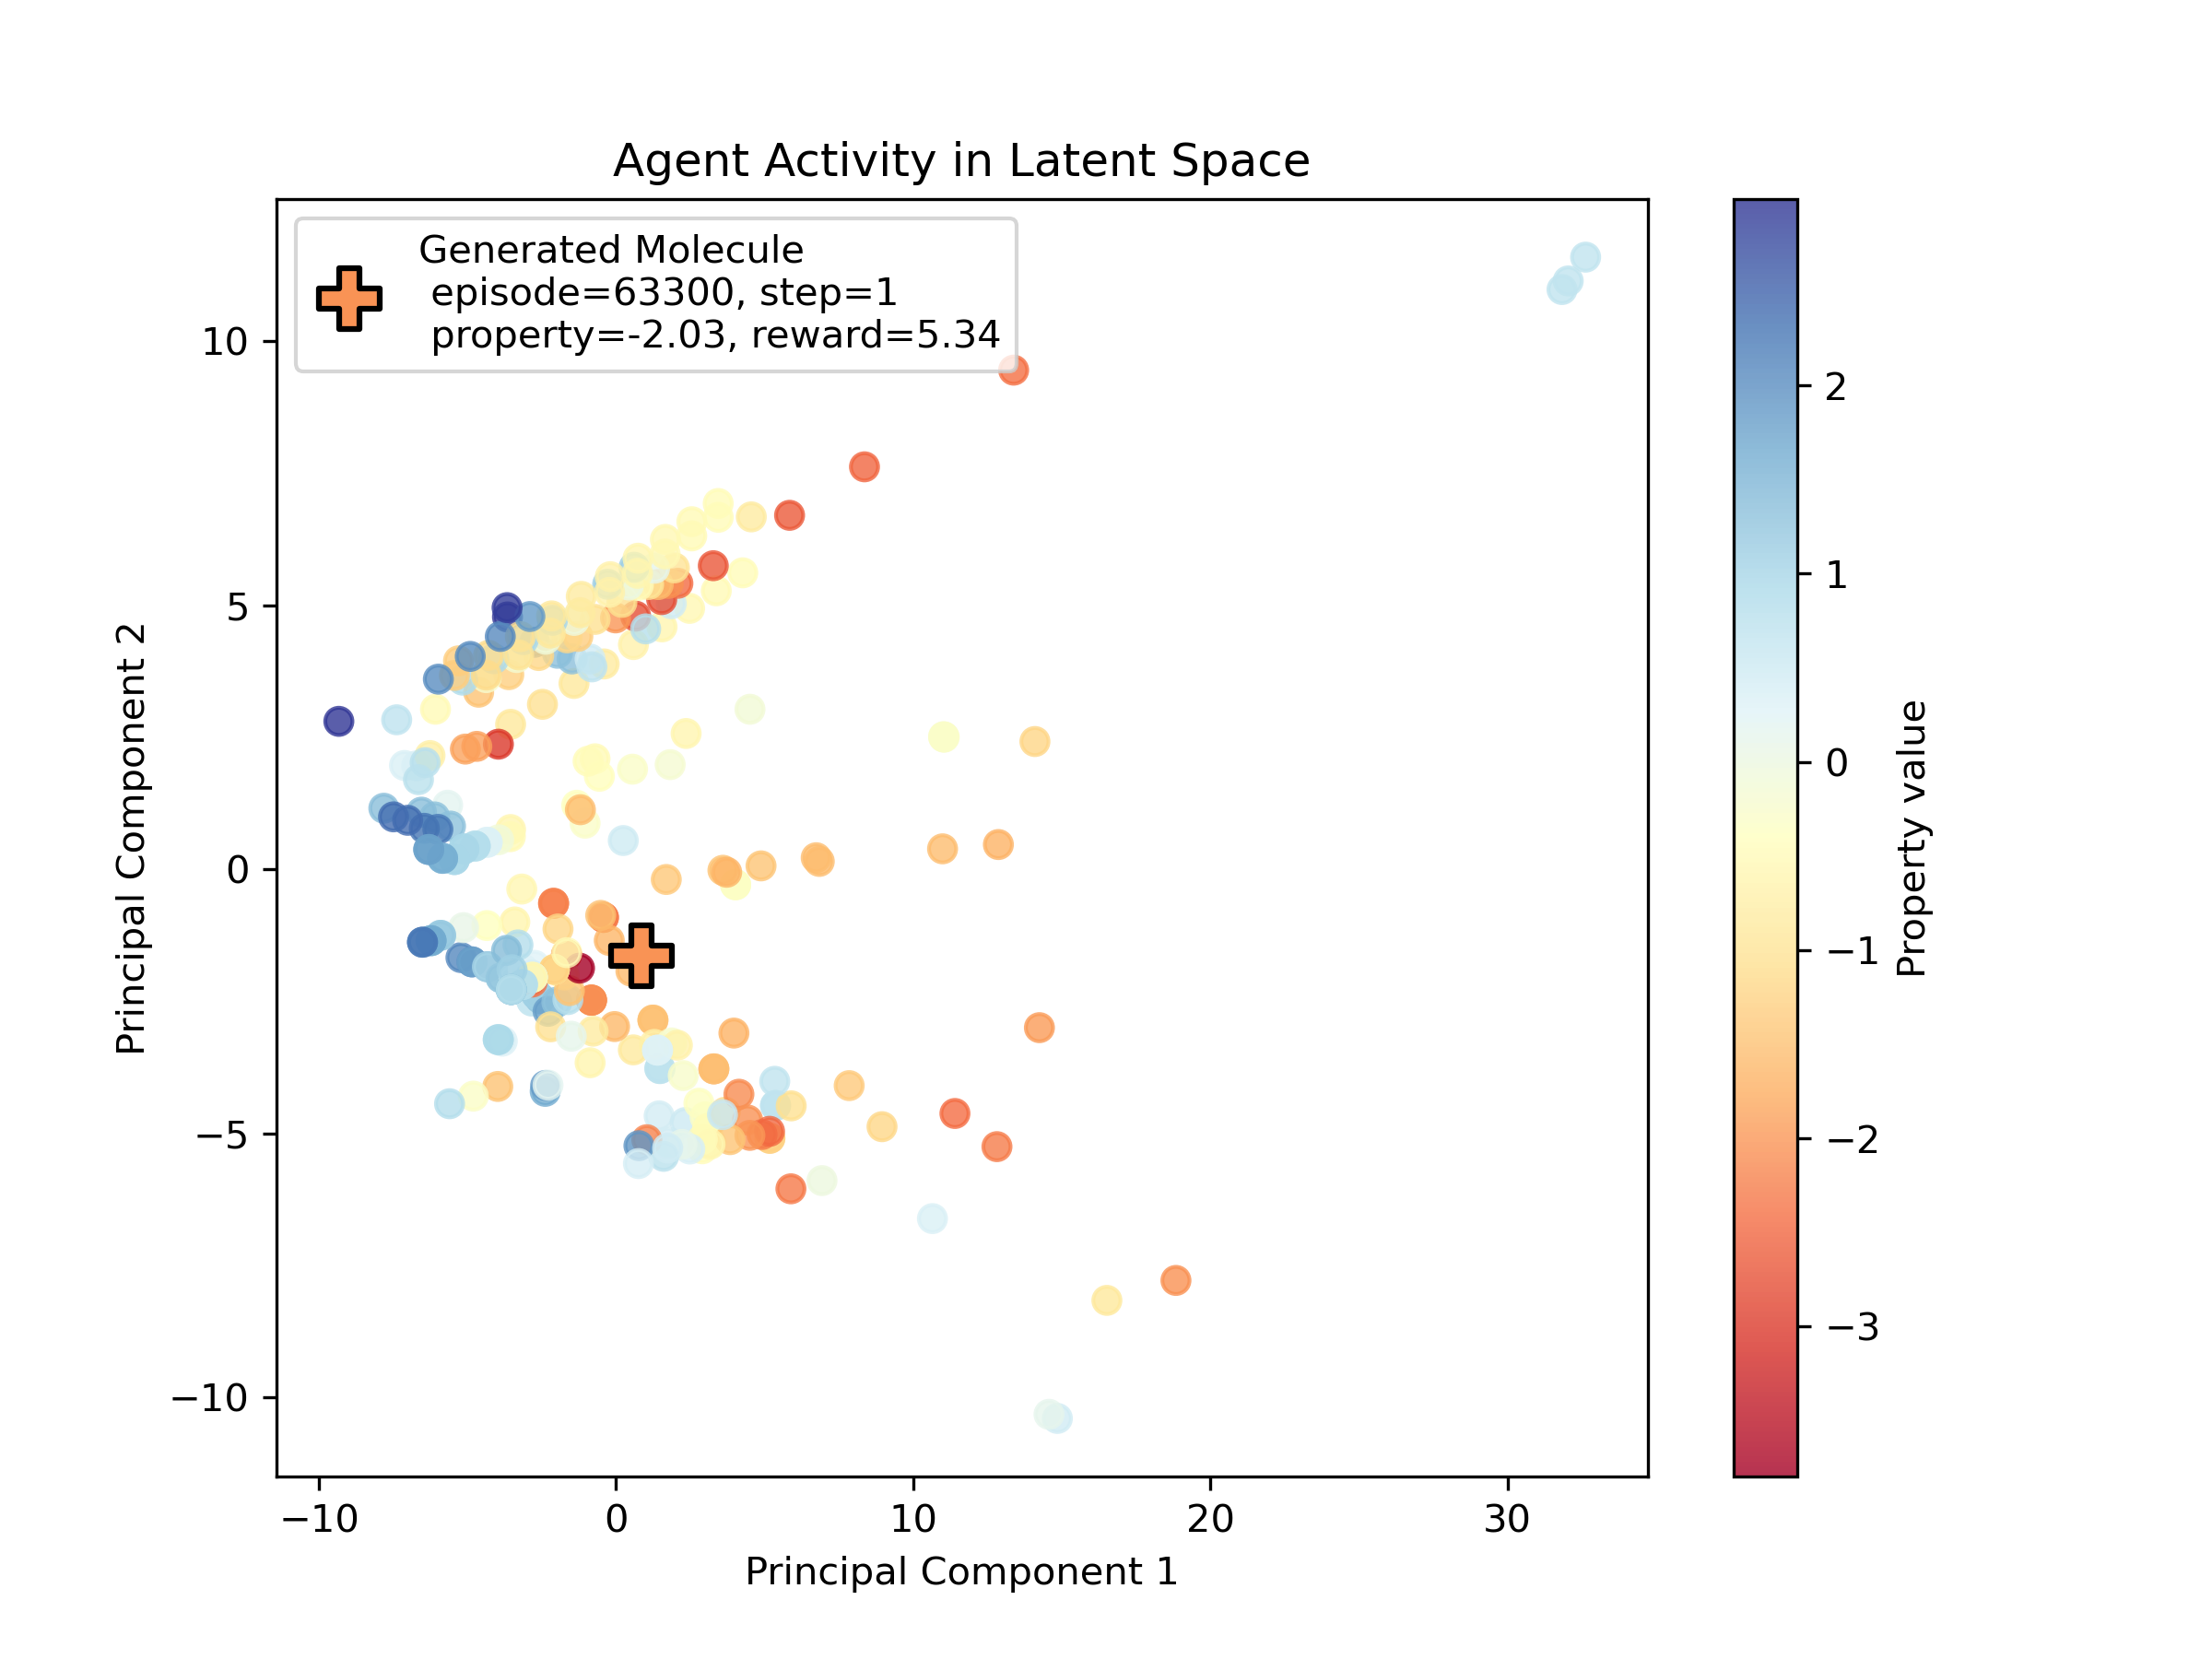 Agent Activity in Latent Space
Generated Molecule
episode=63300, step=1
property=-2.03, reward=5.34
10
5
0
−5
−10
Principal Component 2
−10
0
10
20
30
Principal Component 1
2
1
0
−1
−2
−3
Property value